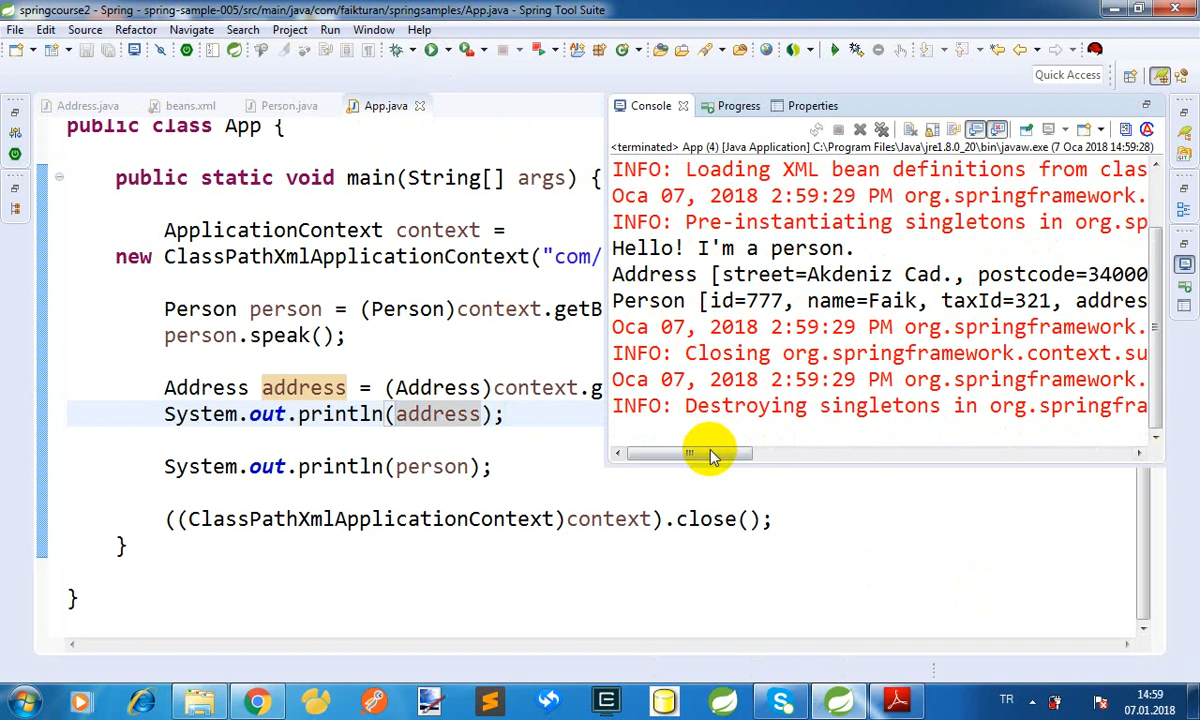 springcourse2 - Spring - spring-sample-005/src/main/java/com/faikturan/springsamples/App.java - Spring Tool Suite
File Edit Source Refactor Navigate Search Project Run Window Help
Quick Access
Address.java beans.xml Person.java App.java
public class App {
public static void main(String[] args) {
ApplicationContext context =
new ClassPathXmlApplicationContext("com/
Person person = (Person)context.getB
person.speak();
Address address = (Address)context.g
System.out.println(address);
System.out.println(person);
((ClassPathXmlApplicationContext)context).close();
}
}
Console Progress Properties
<terminated> App (4) [Java Application] C:\Program Files\Java\jre1.8.0_20\bin\javaw.exe (7 Oca 2018 14:59:28)
INFO: Loading XML bean definitions from clas
Oca 07, 2018 2:59:29 PM org.springframework.
INFO: Pre-instantiating singletons in org.sp
Hello! I'm a person.
Address [street=Akdeniz Cad., postcode=34000
Person [id=777, name=Faik, taxId=321, addres
Oca 07, 2018 2:59:29 PM org.springframework.
INFO: Closing org.springframework.context.su
Oca 07, 2018 2:59:29 PM org.springframework.
INFO: Destroying singletons in org.springfra
TR
14:59
07.01.2018